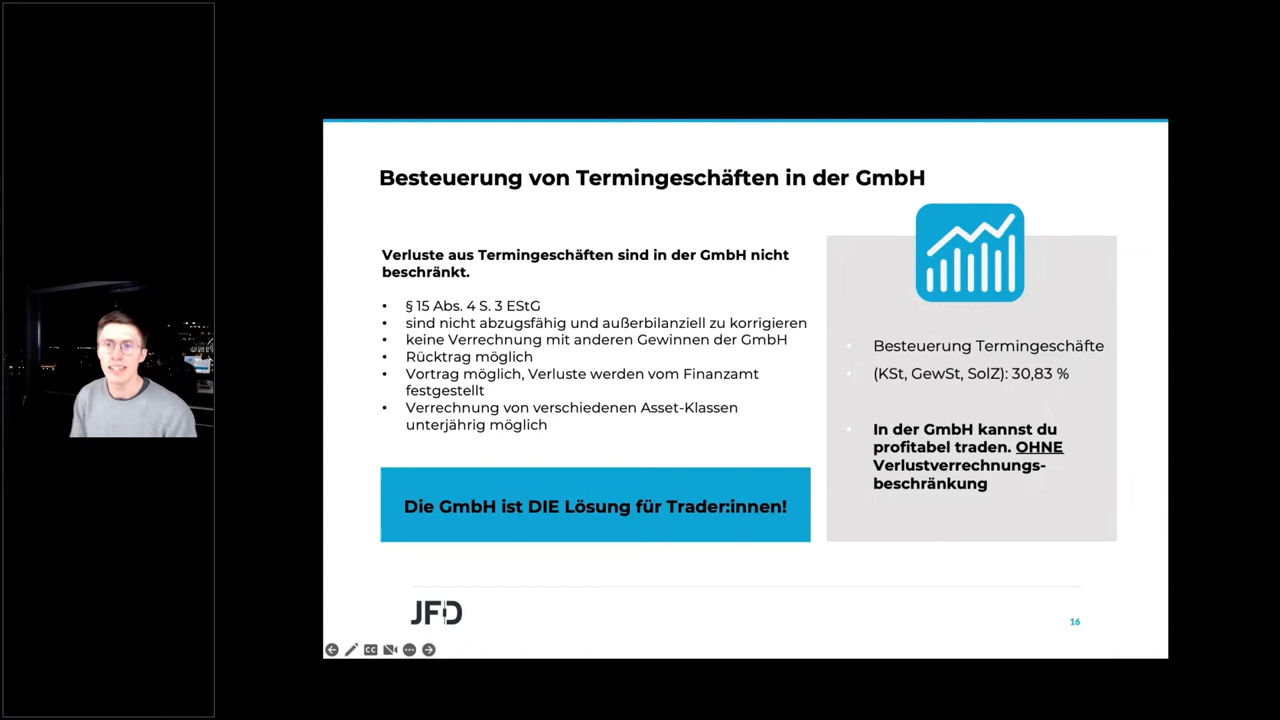 Besteuerung von Termingeschäften in der GmbH
Verluste aus Termingeschäften sind in der GmbH nicht
beschränkt.
• § 15 Abs. 4 S. 3 EStG
• sind nicht abzugsfähig und außerbilanziell zu korrigieren
• keine Verrechnung mit anderen Gewinnen der GmbH
• Rücktrag möglich
• Vortrag möglich, Verluste werden vom Finanzamt
festgestellt
• Verrechnung von verschiedenen Asset-Klassen
unterjährig möglich
Die GmbH ist DIE Lösung für Trader:innen!
• Besteuerung Termingeschäfte
• (KSt, GewSt, SolZ): 30,83 %
• In der GmbH kannst du
profitabel traden. OHNE
Verlustverrechnungs-
beschränkung
JFD
16
CC